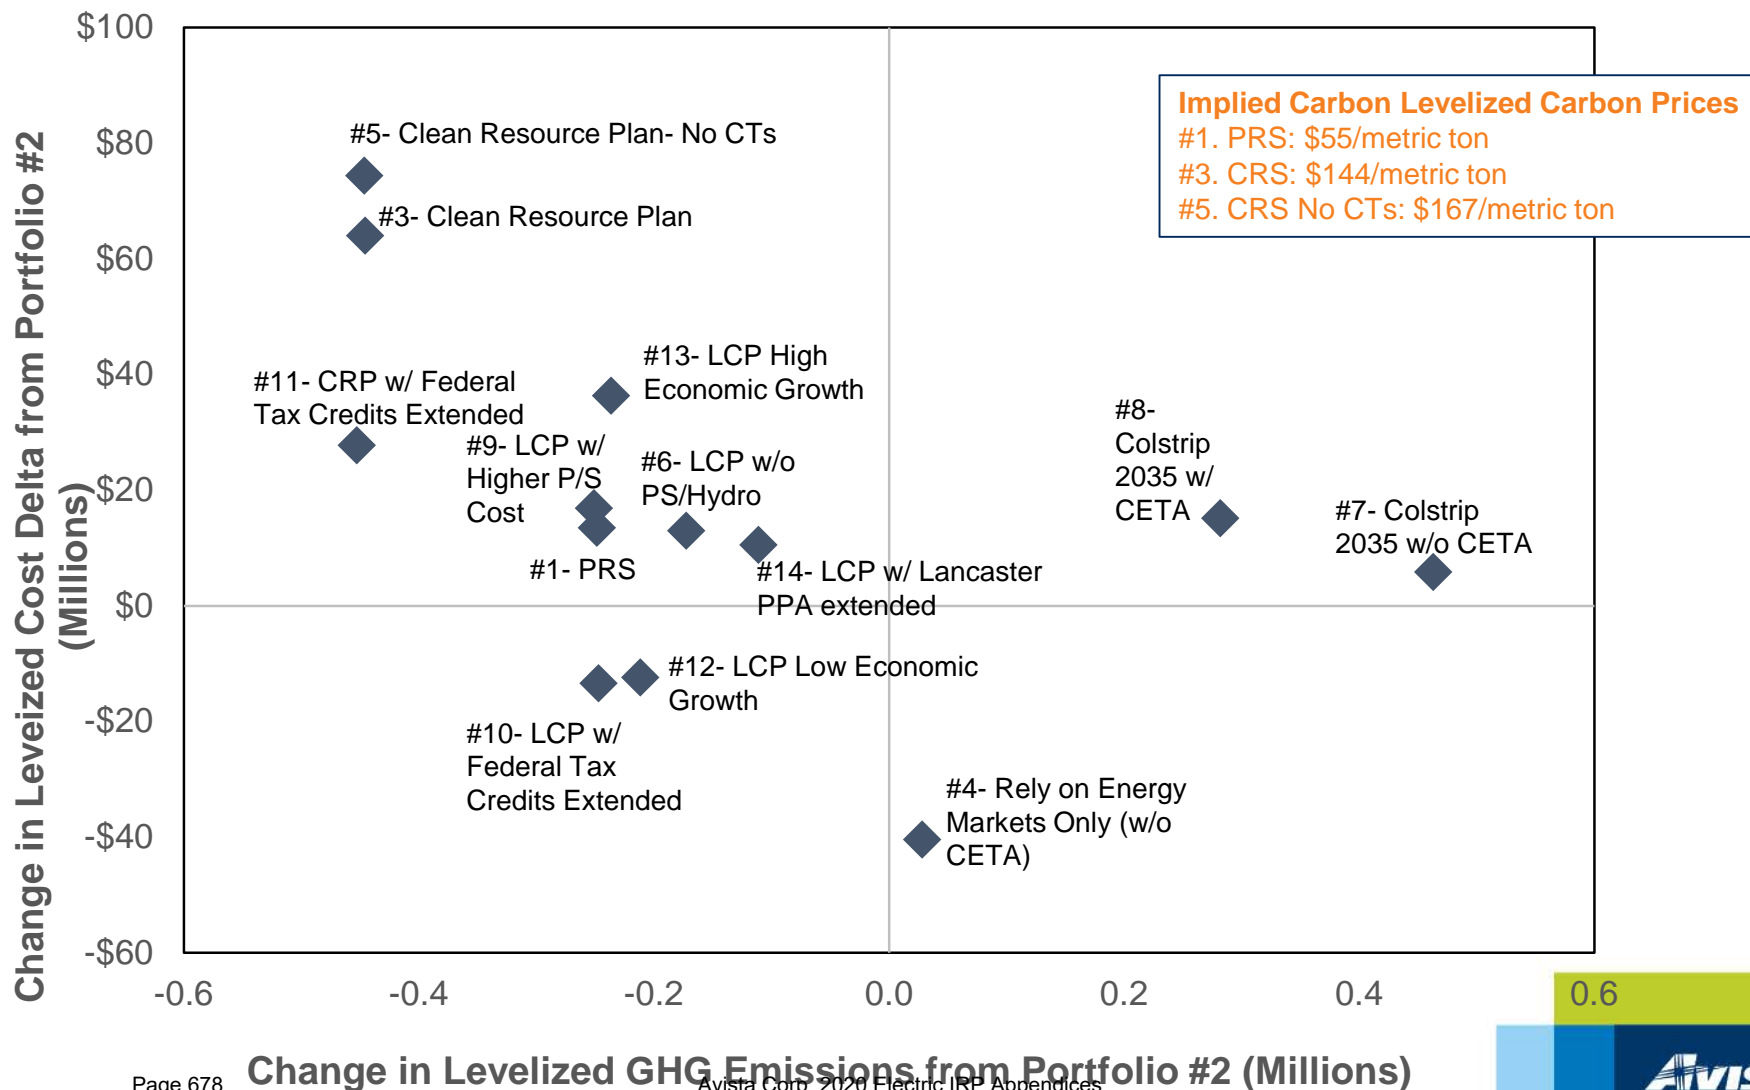 Change in Leveized Cost Delta from Portfolio #2
(Millions)
$100
$80
$60
$40
$20
$0
-$20
-$40
-$60
Implied Carbon Levelized Carbon Prices
#1. PRS: $55/metric ton
#3. CRS: $144/metric ton
#5. CRS No CTs: $167/metric ton
#5- Clean Resource Plan- No CTs
#3- Clean Resource Plan
#13- LCP High
Economic Growth
#11- CRP w/ Federal
Tax Credits Extended
#9- LCP w/
Higher P/S
Cost
#6- LCP w/o
PS/Hydro
#8-
Colstrip
2035 w/
CETA
#7- Colstrip
2035 w/o CETA
#1- PRS
#14- LCP w/ Lancaster
PPA extended
#12- LCP Low Economic
Growth
#10- LCP w/
Federal Tax
Credits Extended
#4- Rely on Energy
Markets Only (w/o
CETA)
-0.6
-0.4
-0.2
0.0
0.2
0.4
0.6
Change in Levelized GHG Emissions from Portfolio #2 (Millions)
Page 678
Avista Corp. 2020 Electric IRP Appendices